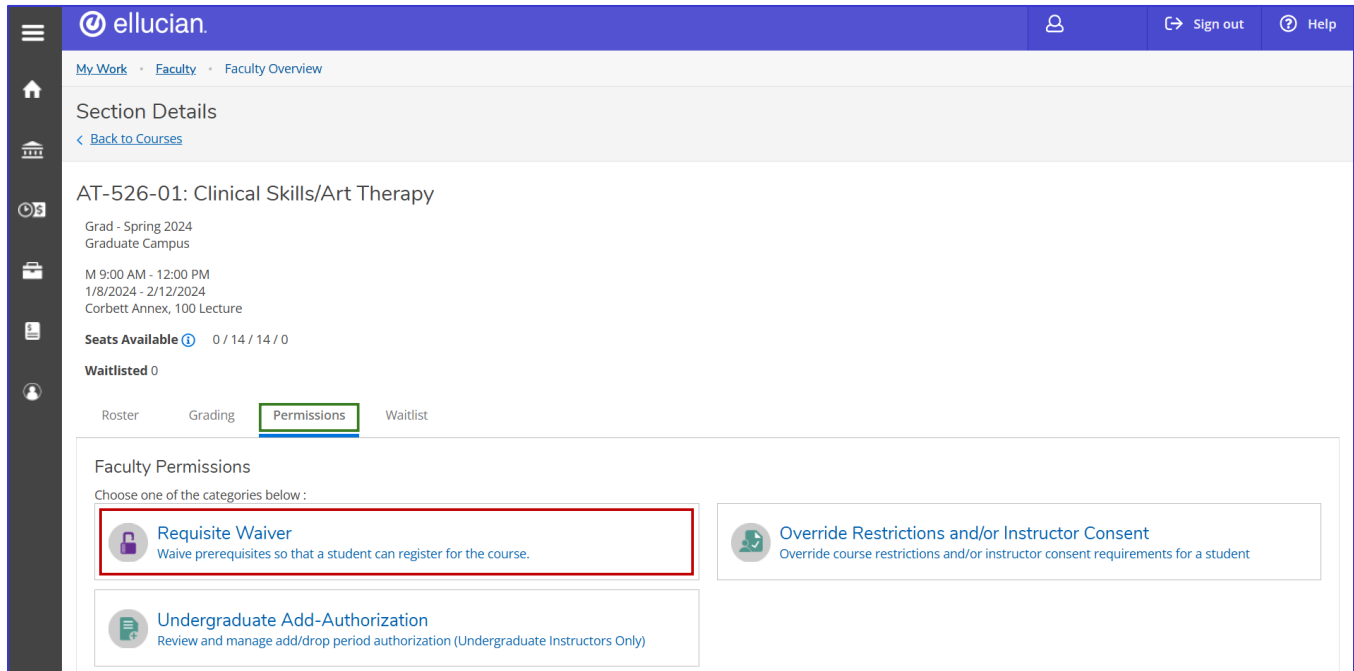 ellucian.
Sign out
Help
My Work · Faculty · Faculty Overview
Section Details
< Back to Courses
AT-526-01: Clinical Skills/Art Therapy
Grad - Spring 2024
Graduate Campus
M 9:00 AM - 12:00 PM
1/8/2024 - 2/12/2024
Corbett Annex, 100 Lecture
Seats Available 0 / 14 / 14 / 0
Waitlisted 0
Roster Grading Permissions Waitlist
Faculty Permissions
Choose one of the categories below :
Requisite Waiver
Waive prerequisites so that a student can register for the course.
Override Restrictions and/or Instructor Consent
Override course restrictions and/or instructor consent requirements for a student
Undergraduate Add-Authorization
Review and manage add/drop period authorization (Undergraduate Instructors Only)